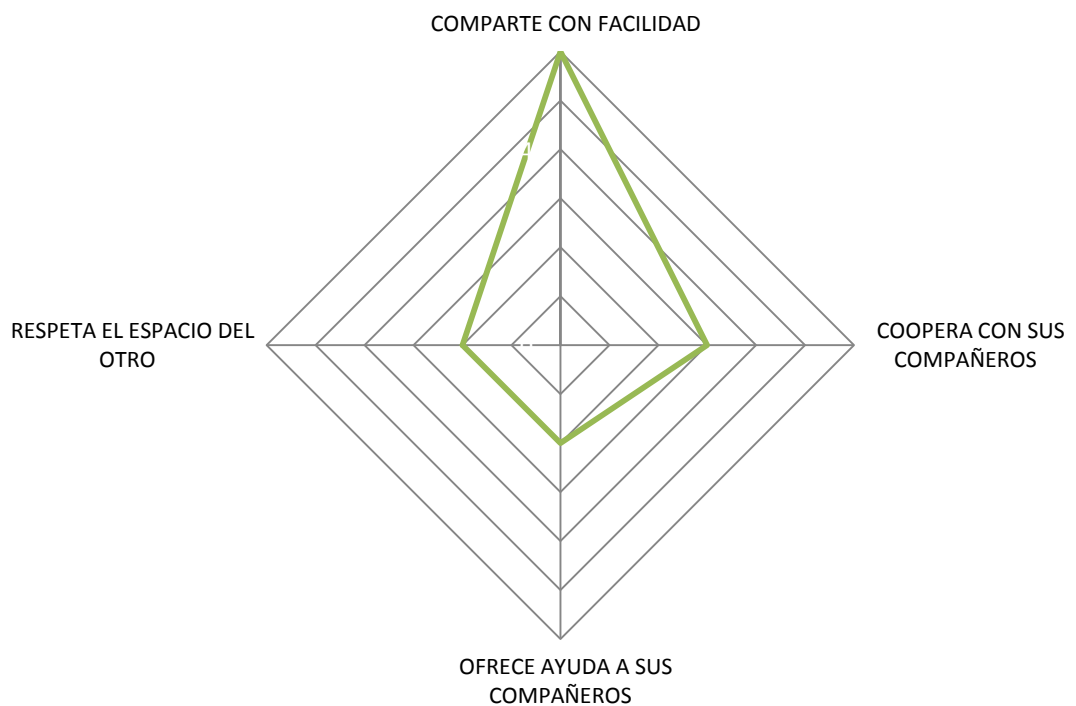 COMPARTE CON FACILIDAD
RESPETA EL ESPACIO DEL
OTRO
COOPERA CON SUS
COMPAÑEROS
OFRECE AYUDA A SUS
COMPAÑEROS